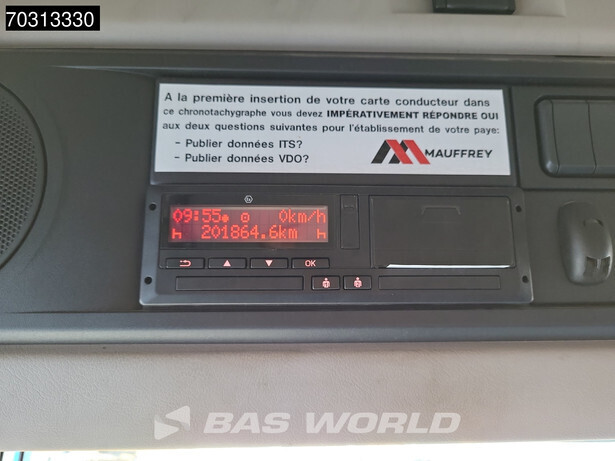 70313330
A la première insertion de votre carte conducteur dans
ce chronotachygraphe vous devez IMPÉRATIVEMENT RÉPONDRE OUI
aux deux questions suivantes pour l'établissement de votre paye:
- Publier données ITS?
- Publier données VDO?
MAUFFREY
09:55 0km/h
201864.6km
OK
BAS WORLD